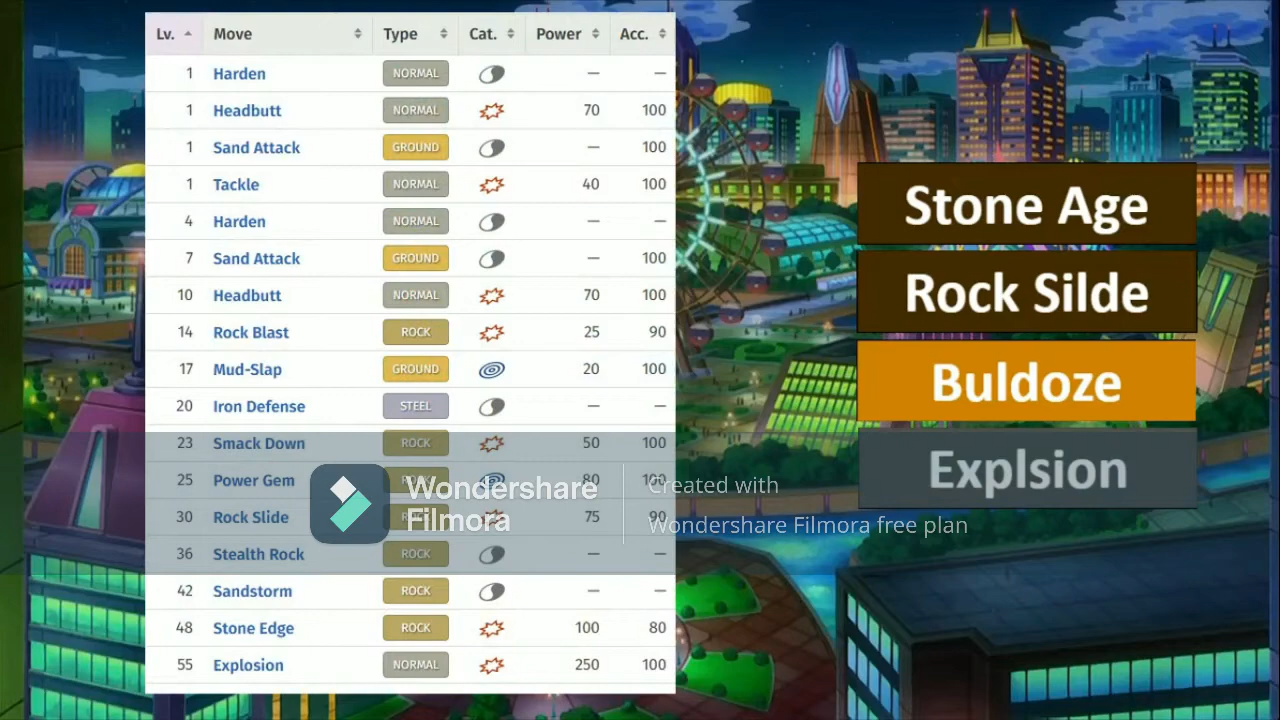 Lv. Move Type Cat. Power Acc.
1 Harden NORMAL — —
1 Headbutt NORMAL 70 100
1 Sand Attack GROUND — 100
1 Tackle NORMAL 40 100
4 Harden NORMAL — —
7 Sand Attack GROUND — 100
10 Headbutt NORMAL 70 100
14 Rock Blast ROCK 25 90
17 Mud-Slap GROUND 20 100
20 Iron Defense STEEL — —
23 Smack Down ROCK 50 100
25 Power Gem ROCK 80 100
30 Rock Slide ROCK 75 90
36 Stealth Rock ROCK — —
42 Sandstorm ROCK — —
48 Stone Edge ROCK 100 80
55 Explosion NORMAL 250 100
Stone Age
Rock Silde
Buldoze
Explsion
Wondershare
Filmora
Created with
Wondershare Filmora free plan